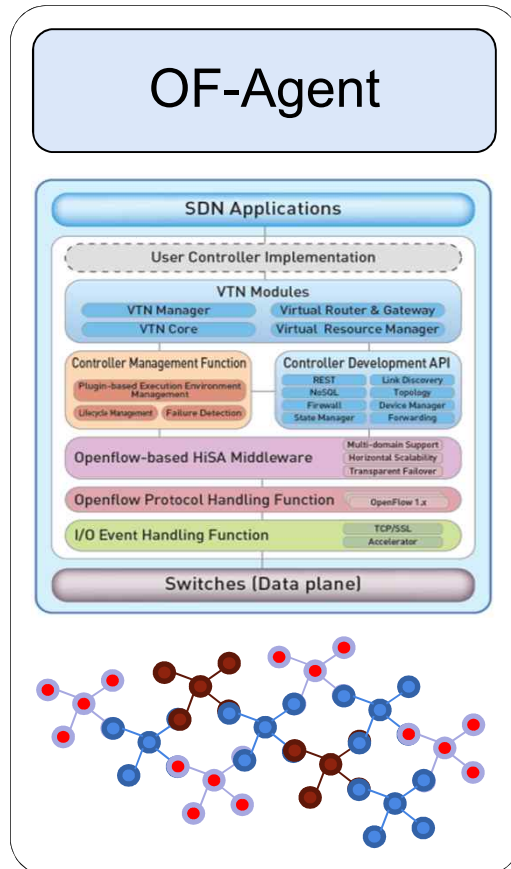 OF-Agent
SDN Applications
User Controller Implementation
VTN Modules
VTN Manager
Virtual Router & Gateway
VTN Core
Virtual Resource Manager
Controller Management Function
Plugin-based Execution Environment
Management
Lifecycle Management
Failure Detection
Controller Development API
REST
Link Discovery
NoSQL
Topology
Firewall
Device Manager
State Manager
Forwarding
Openflow-based HiSA Middleware
Multi-domain Support
Horizontal Scalability
Transparent Failover
Openflow Protocol Handling Function
OpenFlow 1.x
I/O Event Handling Function
TCP/SSL
Accelerator
Switches (Data plane)